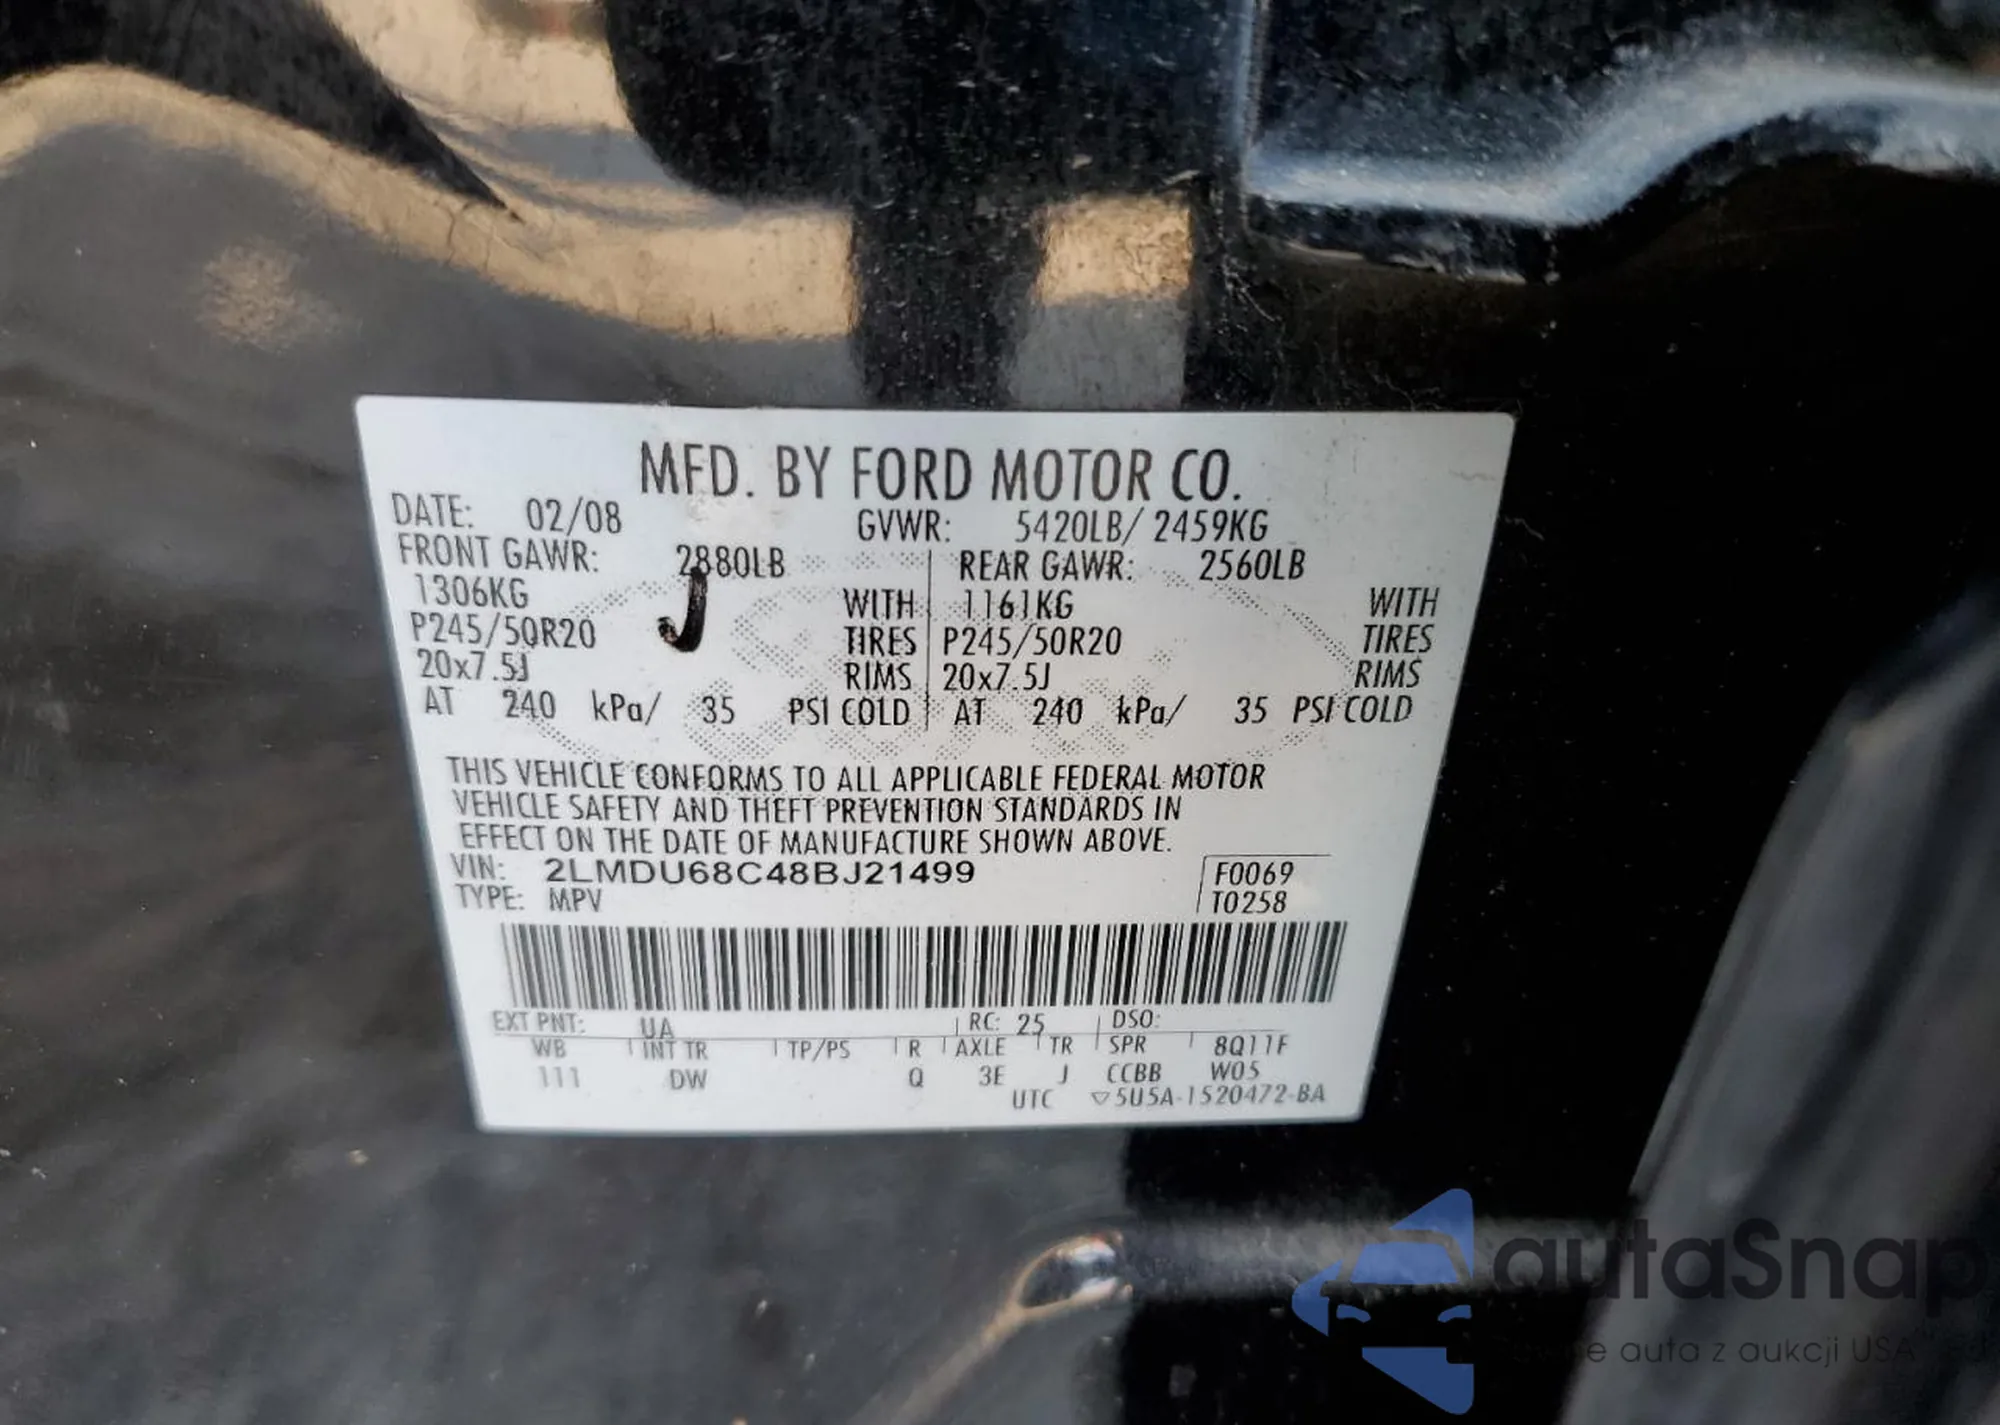 MFD. BY FORD MOTOR CO.
DATE: 02/08 GVWR: 5420LB/ 2459KG
FRONT GAWR: 2880LB REAR GAWR: 2560LB
1306KG WITH 1161KG WITH
P245/50R20 TIRES P245/50R20 TIRES
20x7.5J RIMS 20x7.5J RIMS
AT 240 kPa/ 35 PSI COLD AT 240 kPa/ 35 PSI COLD
THIS VEHICLE CONFORMS TO ALL APPLICABLE FEDERAL MOTOR
VEHICLE SAFETY AND THEFT PREVENTION STANDARDS IN
EFFECT ON THE DATE OF MANUFACTURE SHOWN ABOVE.
VIN: 2LMDU68C48BJ21499 F0069
TYPE: MPV T0258
EXT PNT: UA RC: 25 DSO:
WB INT TR TP/PS R AXLE TR SPR 8Q11F
111 DW Q 3E J CCBB W05
UTC ▽5U5A-1520472-BA
autaSnap
auta z aukcji USA